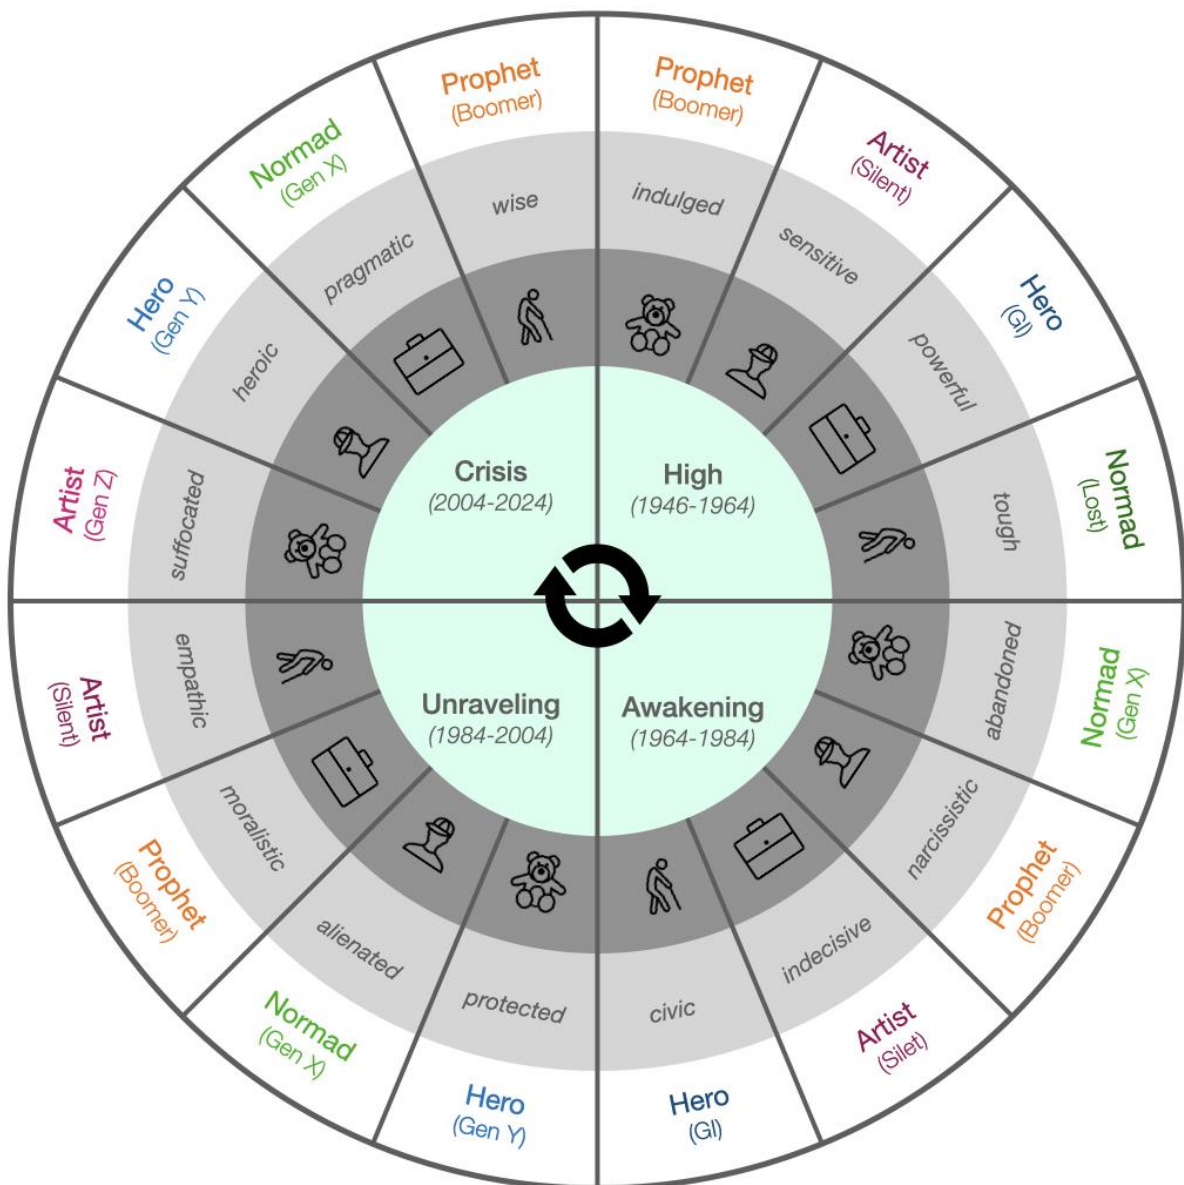 Prophet
(Boomer)
indulged
Artist
(Silent)
sensitive
Hero
(GI)
powerful
Normad
(Lost)
tough
High
(1946-1964)
Normad
(Gen X)
abandoned
Prophet
(Boomer)
narcissistic
Artist
(Silet)
indecisive
Hero
(GI)
civic
Awakening
(1964-1984)
Hero
(Gen Y)
protected
Normad
(Gen X)
alienated
Prophet
(Boomer)
moralistic
Artist
(Silent)
empathic
Unraveling
(1984-2004)
Artist
(Gen Z)
suffocated
Hero
(Gen Y)
heroic
Normad
(Gen X)
pragmatic
Prophet
(Boomer)
wise
Crisis
(2004-2024)